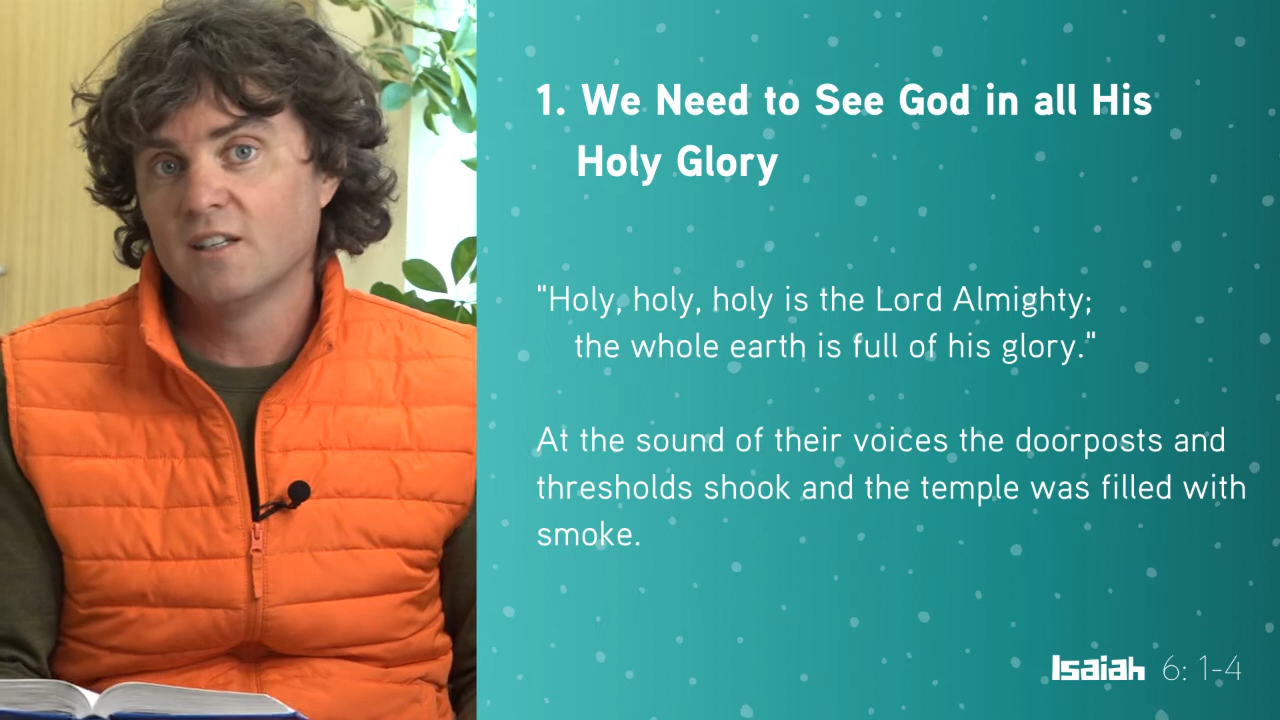 1. We Need to See God in all His
Holy Glory
"Holy, holy, holy is the Lord Almighty;
the whole earth is full of his glory."
At the sound of their voices the doorposts and
thresholds shook and the temple was filled with
smoke.
Isaiah 6: 1-4